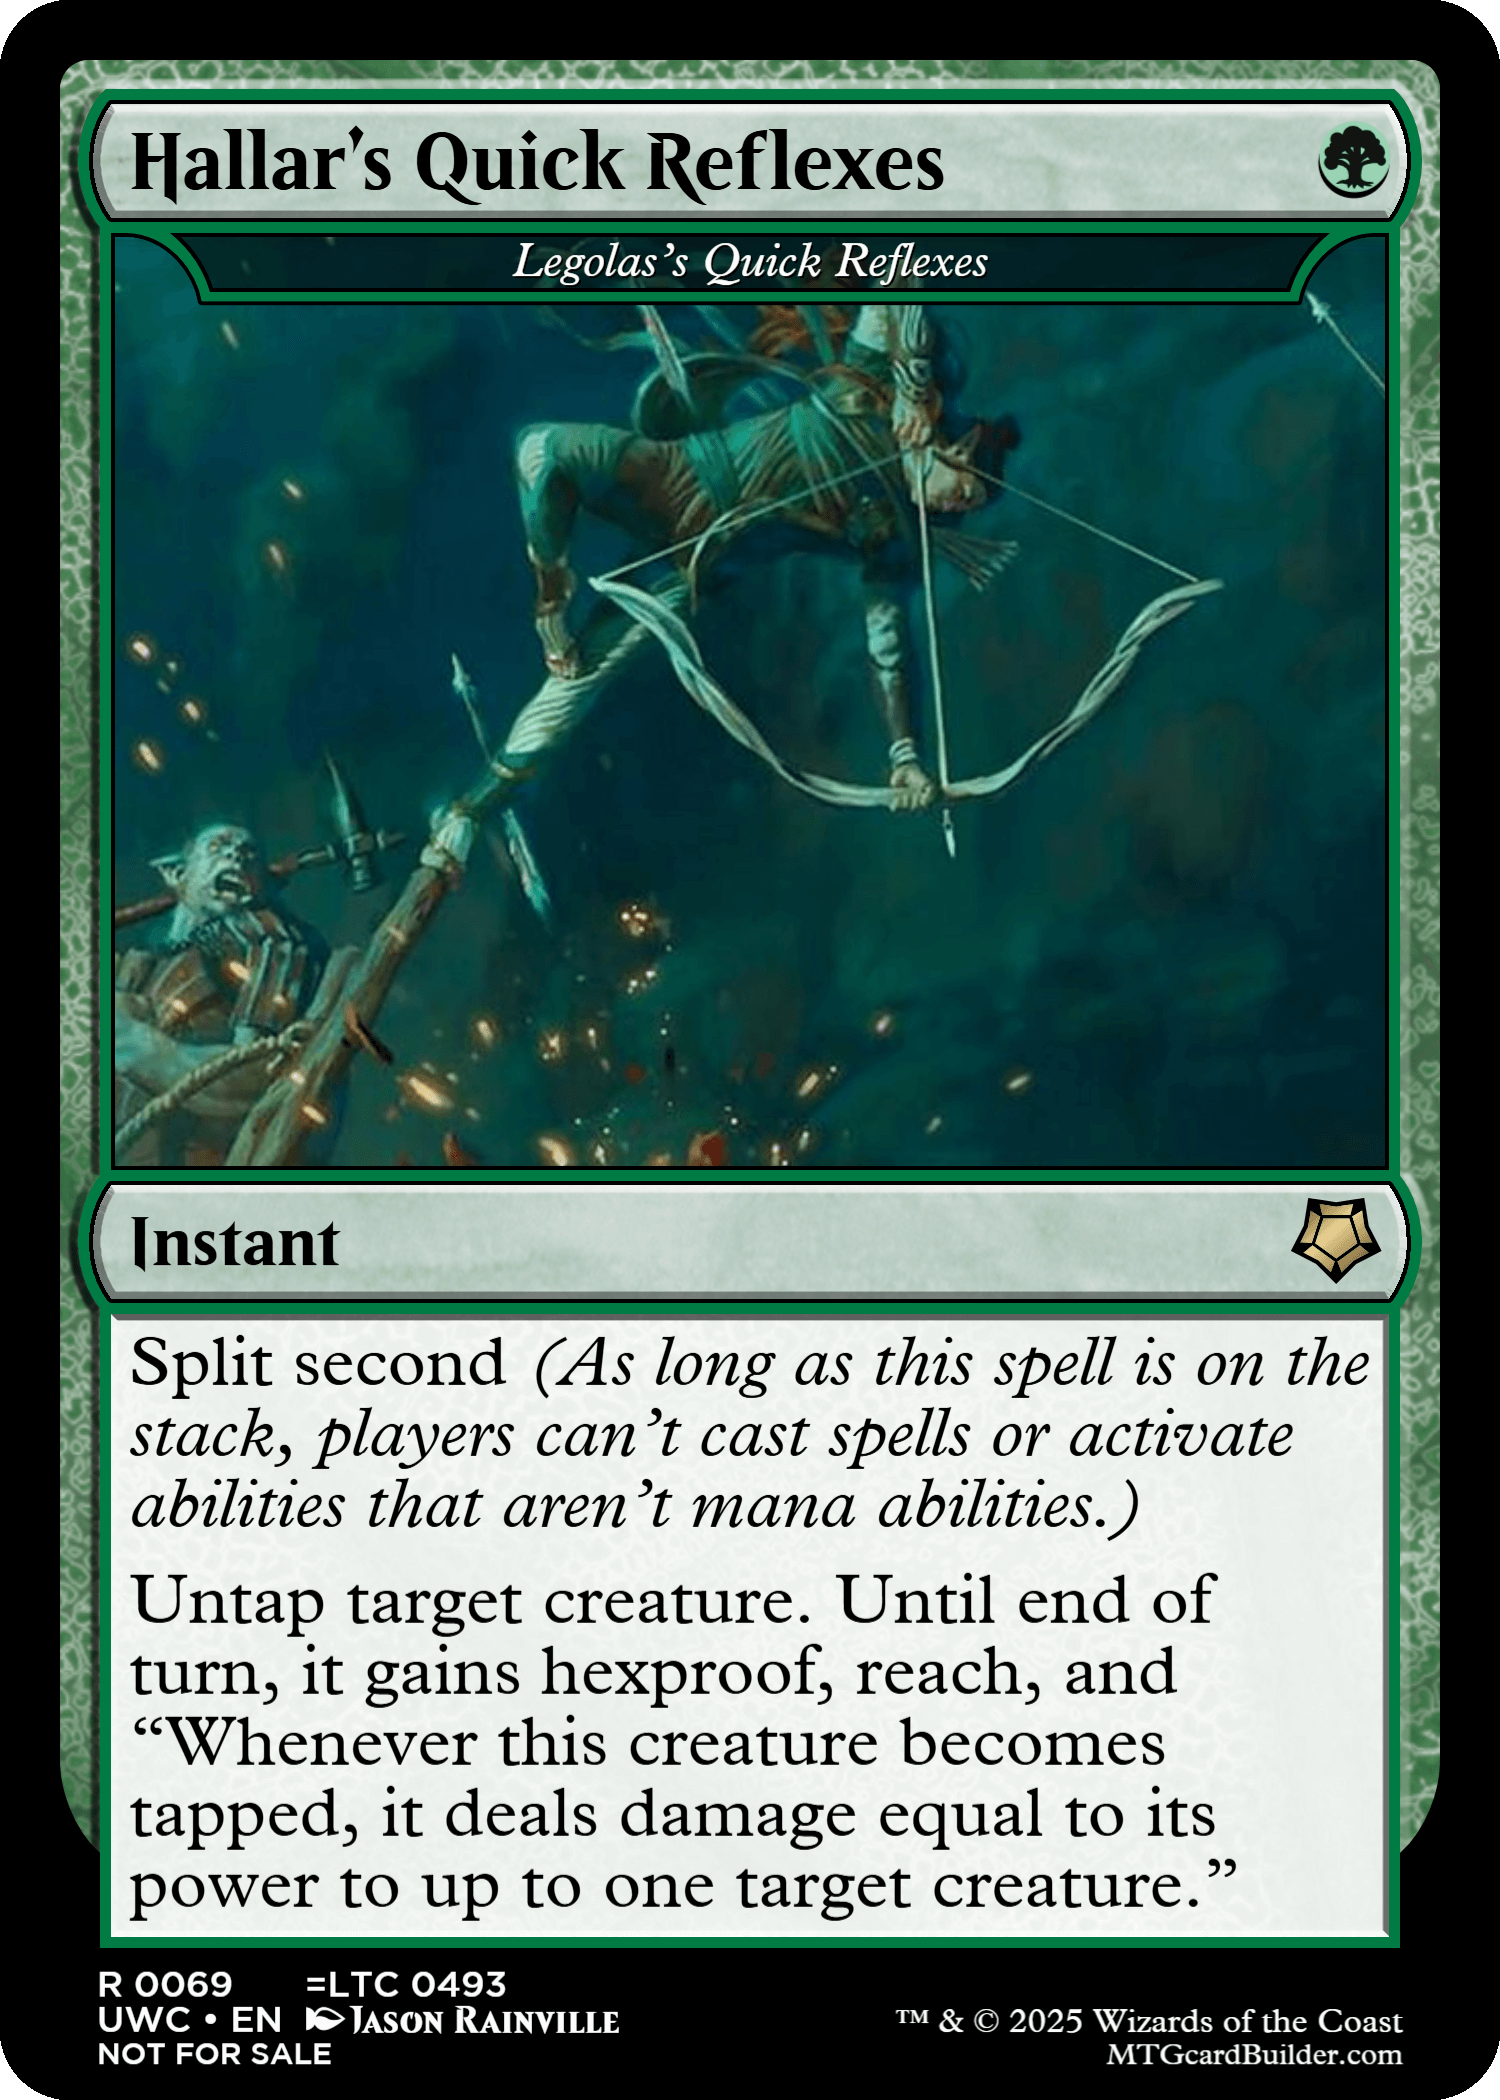 Hallar's Quick Reflexes
Legolas’s Quick Reflexes
Instant
Split second (As long as this spell is on the
stack, players can’t cast spells or activate
abilities that aren’t mana abilities.)
Untap target creature. Until end of
turn, it gains hexproof, reach, and
“Whenever this creature becomes
tapped, it deals damage equal to its
power to up to one target creature.”
R 0069 =LTC 0493
UWC • EN Jason Rainville
NOT FOR SALE
™ & © 2025 Wizards of the Coast
MTGcardBuilder.com